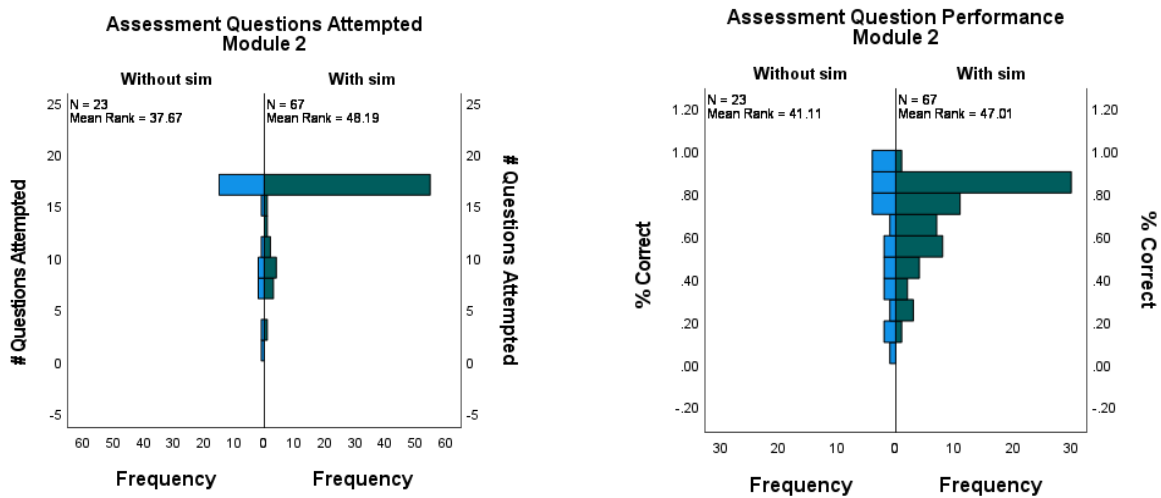 Assessment Questions Attempted
Module 2
Without sim
With sim
N = 23
Mean Rank = 37.67
N = 67
Mean Rank = 48.19
# Questions Attempted
25
20
15
10
5
0
-5
25
20
15
10
5
0
-5
# Questions Attempted
60 50 40 30 20 10 0 10 20 30 40 50 60
Frequency
Frequency
Assessment Question Performance
Module 2
Without sim
With sim
N = 23
Mean Rank = 41.11
N = 67
Mean Rank = 47.01
% Correct
1.20
1.00
.80
.60
.40
.20
.00
-.20
1.20
1.00
.80
.60
.40
.20
.00
-.20
% Correct
30 20 10 0 10 20 30
Frequency
Frequency